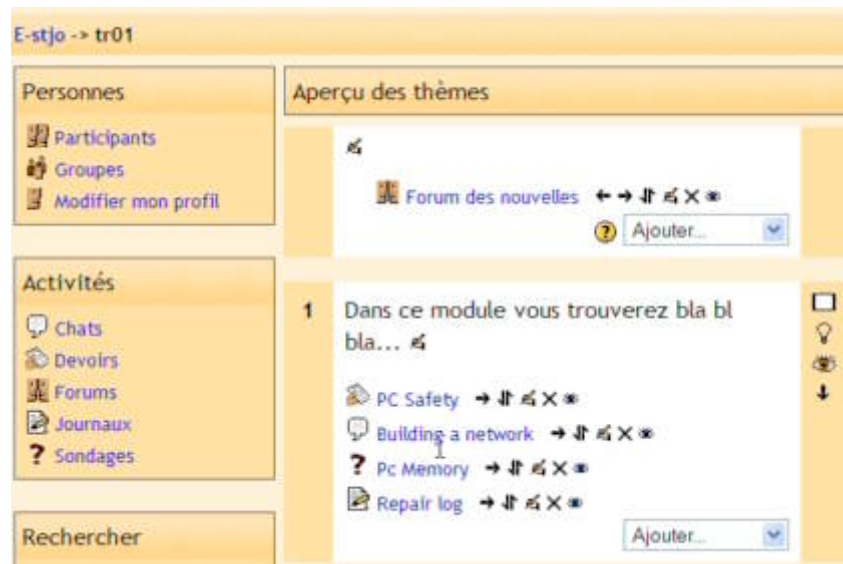 E-stjo -> tr01
Personnes
Participants
Groupes
Modifier mon profil
Activités
Chats
Devoirs
Forums
Journaux
? Sondages
Rechercher
Aperçu des thèmes
Forum des nouvelles
? Ajouter...
1 Dans ce module vous trouverez bla bl
bla...
PC Safety
Building a network
? Pc Memory
Repair log
Ajouter...